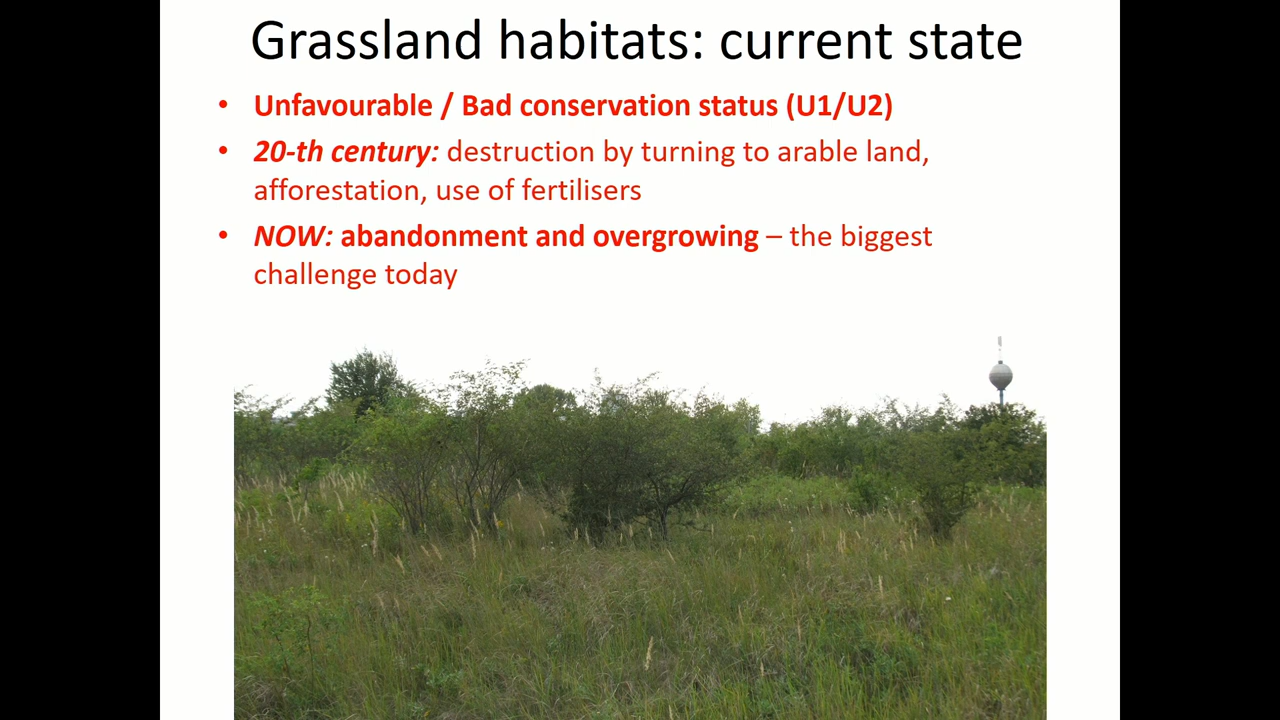 Grassland habitats: current state
• Unfavourable / Bad conservation status (U1/U2)
• 20-th century: destruction by turning to arable land,
afforestation, use of fertilisers
• NOW: abandonment and overgrowing – the biggest
challenge today